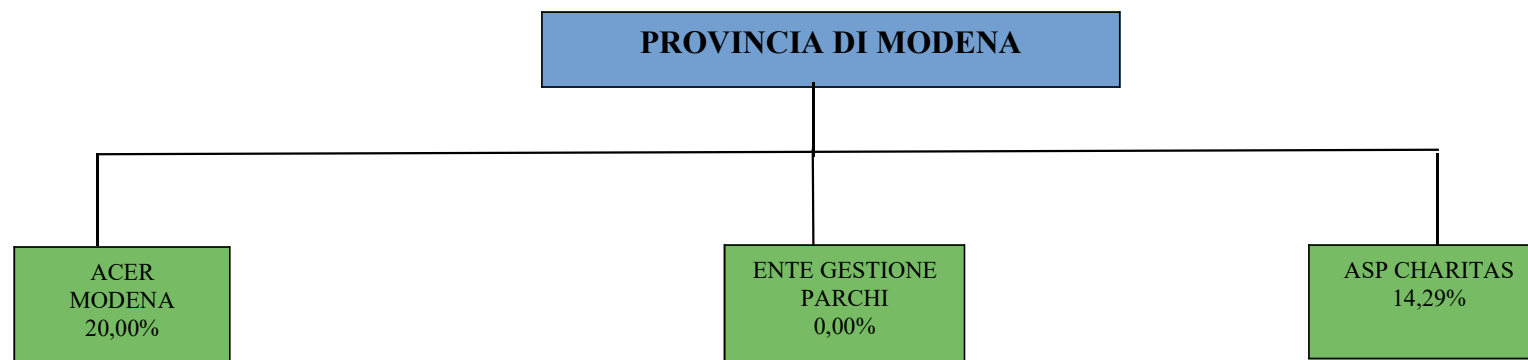 PROVINCIA DI MODENA
ACER
MODENA
20,00%
ENTE GESTIONE
PARCHI
0,00%
ASP CHARITAS
14,29%